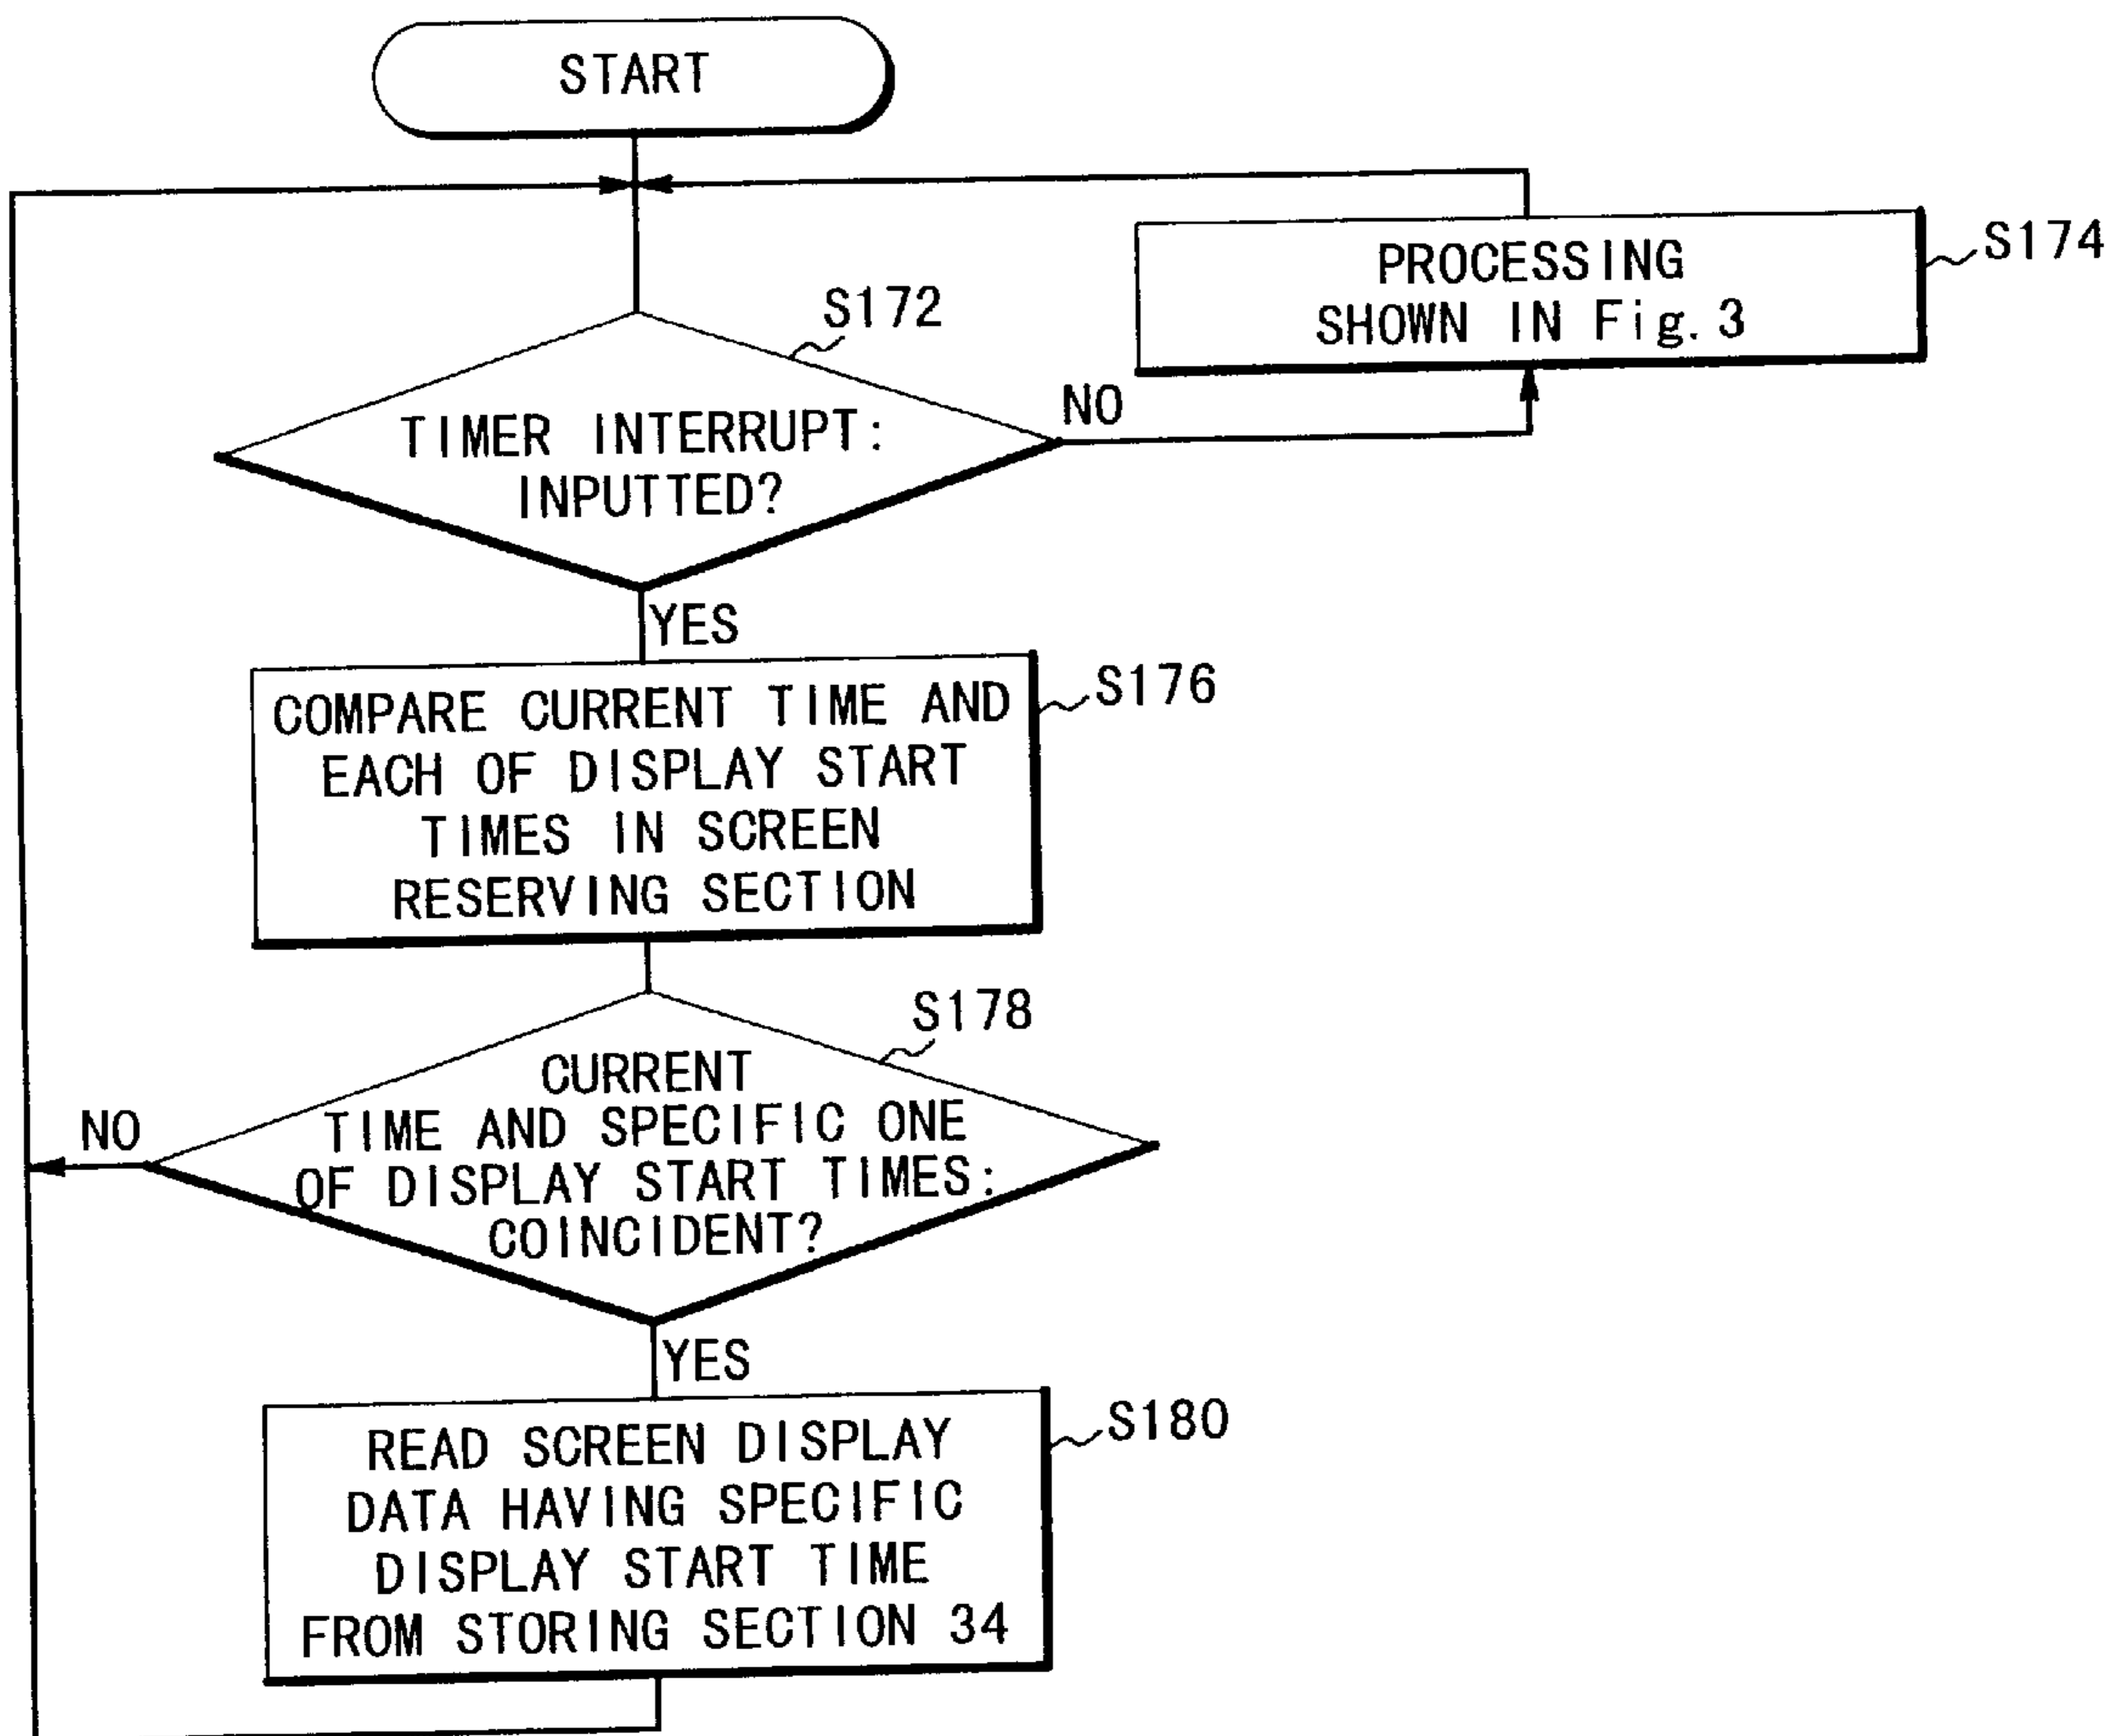 START
PROCESSING
SHOWN IN Fig. 3
S174
S172
TIMER INTERRUPT:
INPUTTED?
NO
YES
COMPARE CURRENT TIME AND
EACH OF DISPLAY START
TIMES IN SCREEN
RESERVING SECTION
S176
S178
CURRENT
TIME AND SPECIFIC ONE
OF DISPLAY START TIMES:
COINCIDENT?
NO
YES
READ SCREEN DISPLAY
DATA HAVING SPECIFIC
DISPLAY START TIME
FROM STORING SECTION 34
S180